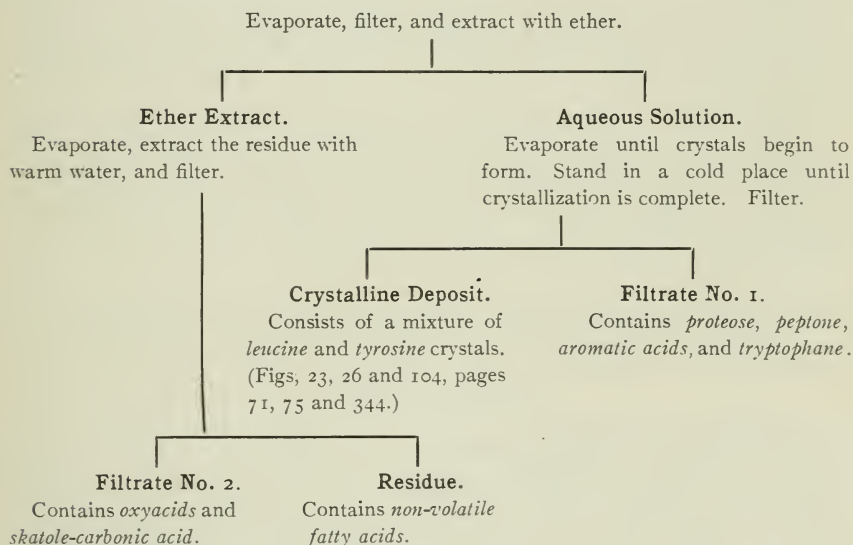 Evaporate, filter, and extract with ether.
Ether Extract.
Evaporate, extract the residue with
warm water, and filter.
Aqueous Solution.
Evaporate until crystals begin to
form. Stand in a cold place until
crystallization is complete. Filter.
Crystalline Deposit.
Consists of a mixture of
leucine and tyrosine crystals.
(Figs, 23, 26 and 104, pages
71, 75 and 344.)
Filtrate No. 1.
Contains proteose, peptone,
aromatic acids, and tryptophane.
Filtrate No. 2.
Contains oxyacids and
skatole-carbonic acid.
Residue.
Contains non-volatile
fatty acids.